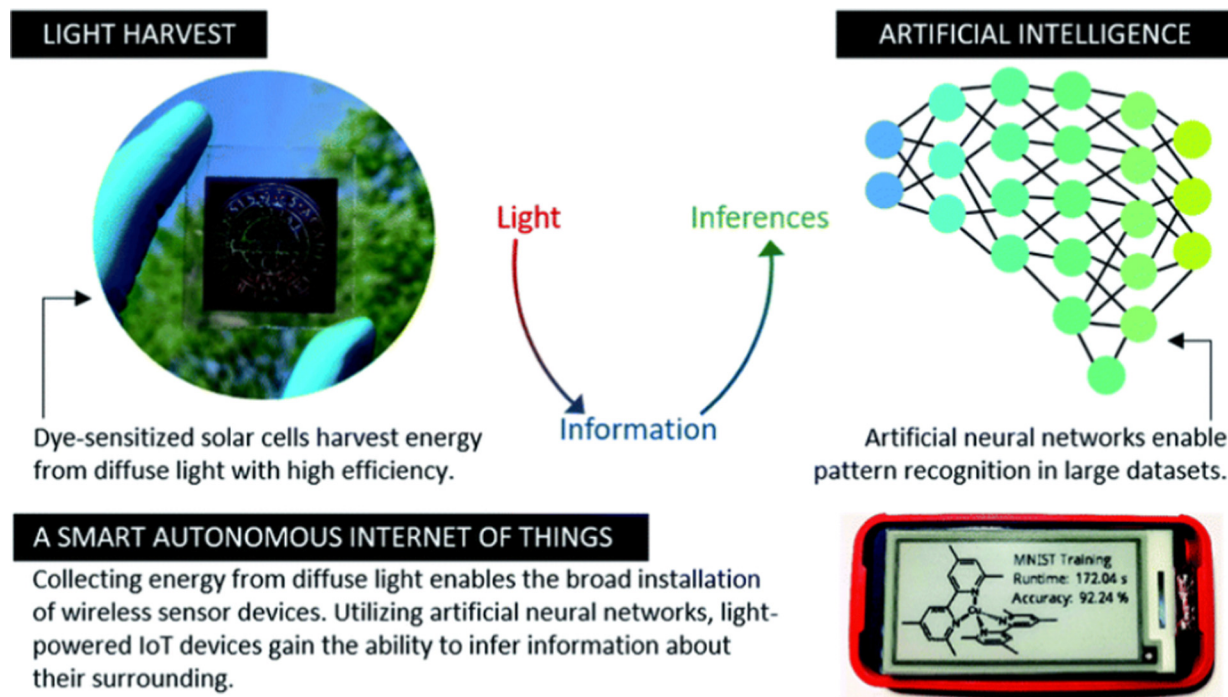 LIGHT HARVEST
ARTIFICIAL INTELLIGENCE
Light
Inferences
Information
Dye-sensitized solar cells harvest energy
from diffuse light with high efficiency.
Artificial neural networks enable
pattern recognition in large datasets.
A SMART AUTONOMOUS INTERNET OF THINGS
Collecting energy from diffuse light enables the broad installation
of wireless sensor devices. Utilizing artificial neural networks, light-
powered IoT devices gain the ability to infer information about
their surrounding.
MNIST Training
Runtime: 172.04 s
Accuracy: 92.24 %
N
N
N